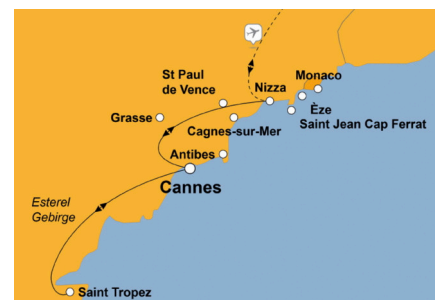 St Paul
de Vence
Nizza
Monaco
Grasse
Cagnes-sur-Mer
Èze
Saint Jean Cap Ferrat
Antibes
Cannes
Esterel
Gebirge
Saint Tropez